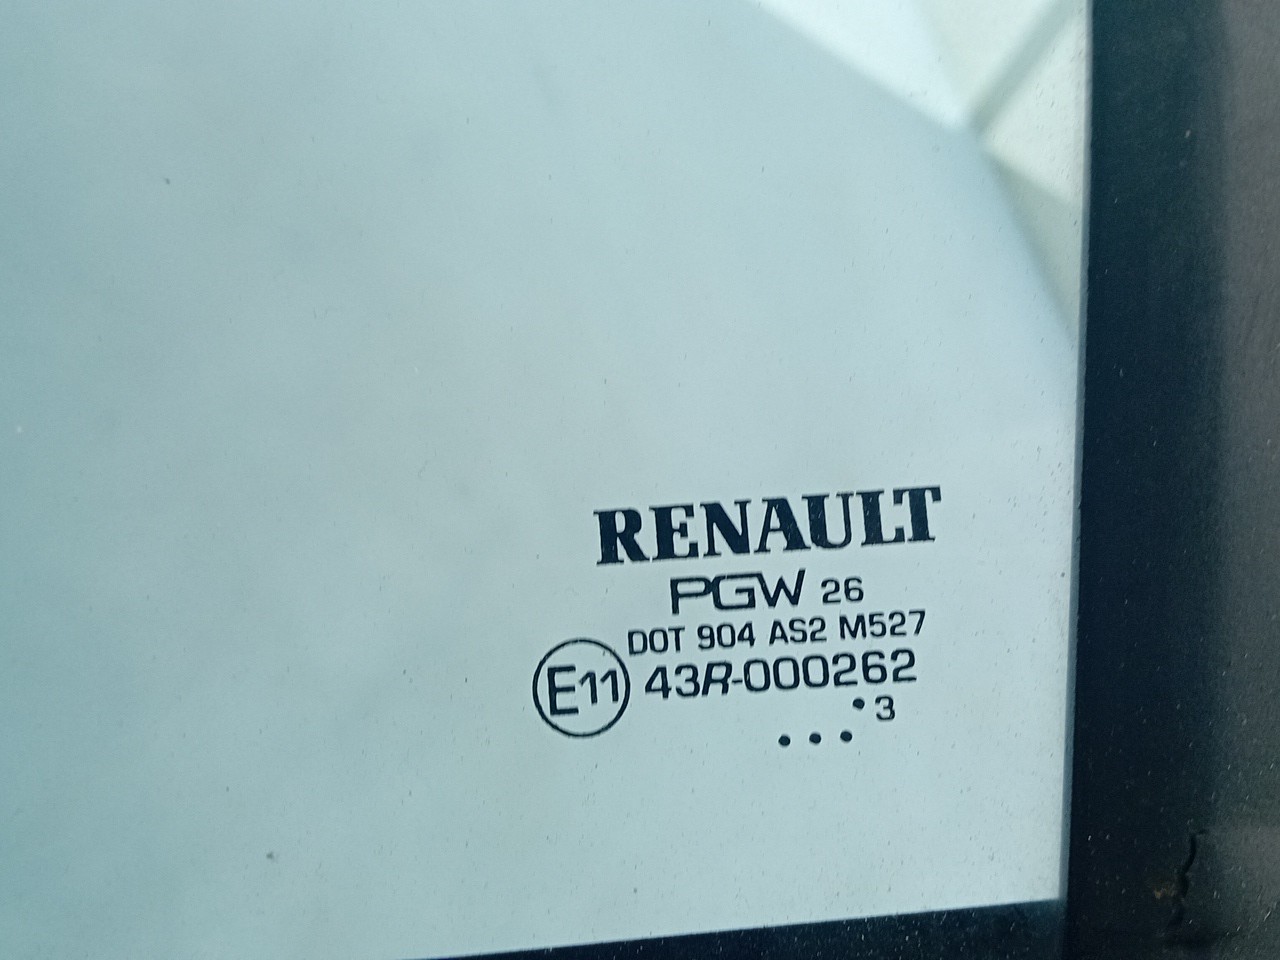 RENAULT
PGW 26
DOT 904 AS2 M527
E11 43R-000262
•3
•••